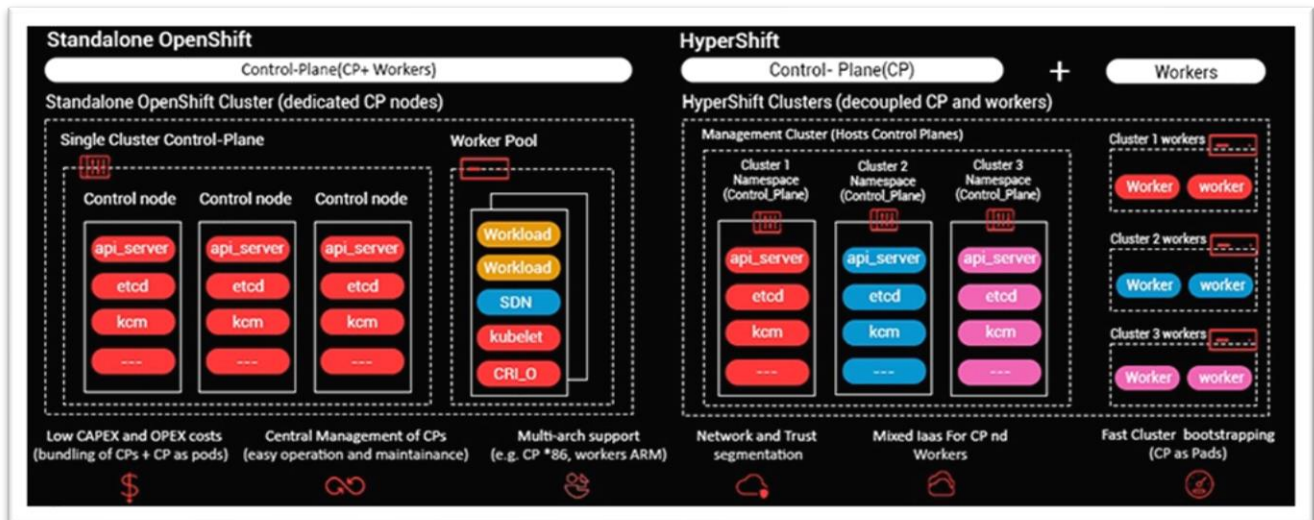 Standalone OpenShift
Control-Plane(CP+ Workers)
Standalone OpenShift Cluster (dedicated CP nodes)
Single Cluster Control-Plane
Control node
api_server
etcd
kcm
---
Control node
api_server
etcd
kcm
---
Control node
api_server
etcd
kcm
---
Worker Pool
Workload
Workload
SDN
kubelet
CRI_O
HyperShift
Control- Plane(CP)
+
Workers
HyperShift Clusters (decoupled CP and workers)
Management Cluster (Hosts Control Planes)
Cluster 1
Namespace
(Control_Plane)
api_server
etcd
kcm
---
Cluster 2
Namespace
(Control_Plane)
api_server
etcd
kcm
---
Cluster 3
Namespace
(Control_Plane)
api_server
etcd
kcm
---
Cluster 1 workers
Worker worker
Cluster 2 workers
Worker worker
Cluster 3 workers
Worker worker
Low CAPEX and OPEX costs
(bundling of CPs + CP as pods)
Central Management of CPs
(easy operation and maintainance)
Multi-arch support
(e.g. CP *86, workers ARM)
Network and Trust
segmentation
Mixed Iaas For CP nd
Workers
Fast Cluster bootstrapping
(CP as Pads)